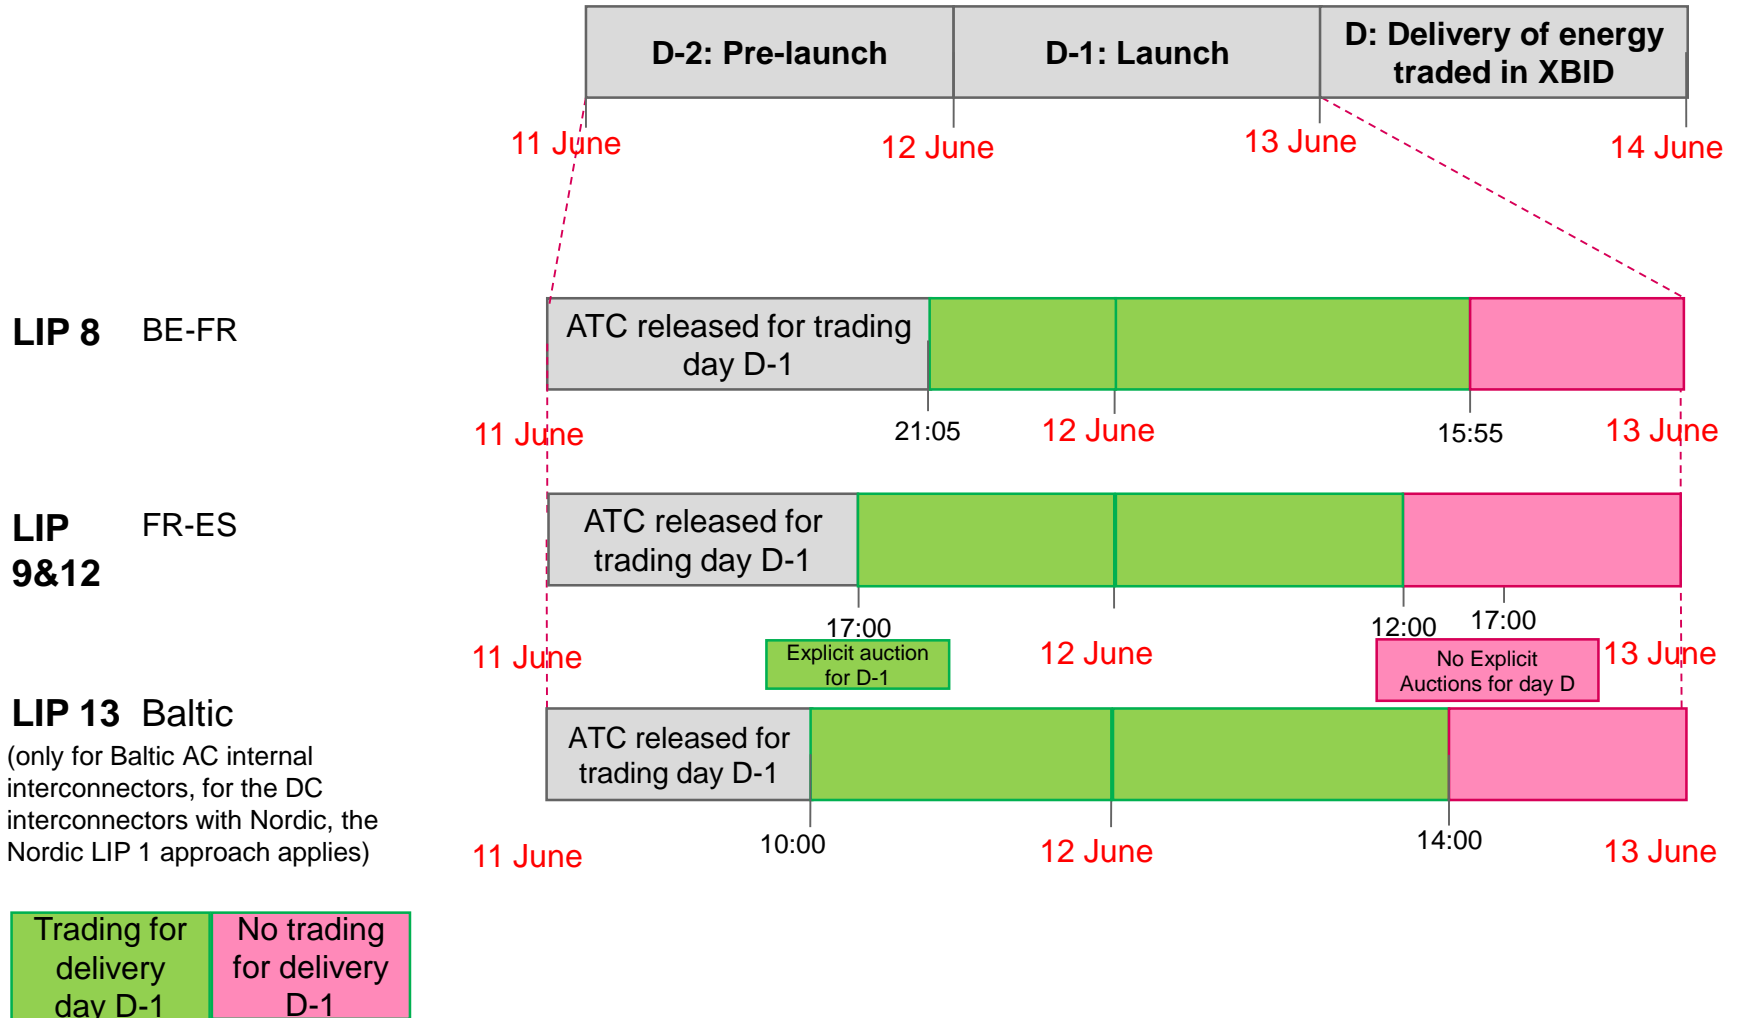 D-2: Pre-launch
D-1: Launch
D: Delivery of energy
traded in XBID
11 June
12 June
13 June
14 June
LIP 8 BE-FR
ATC released for trading
day D-1
11 June
21:05
12 June
15:55
13 June
LIP
9&12
FR-ES
ATC released for
trading day D-1
11 June
17:00
Explicit auction
for D-1
12 June
12:00
17:00
No Explicit
Auctions for day D
13 June
LIP 13 Baltic
(only for Baltic AC internal
interconnectors, for the DC
interconnectors with Nordic, the
Nordic LIP 1 approach applies)
ATC released for
trading day D-1
11 June
10:00
12 June
14:00
13 June
Trading for
delivery
day D-1
No trading
for delivery
D-1